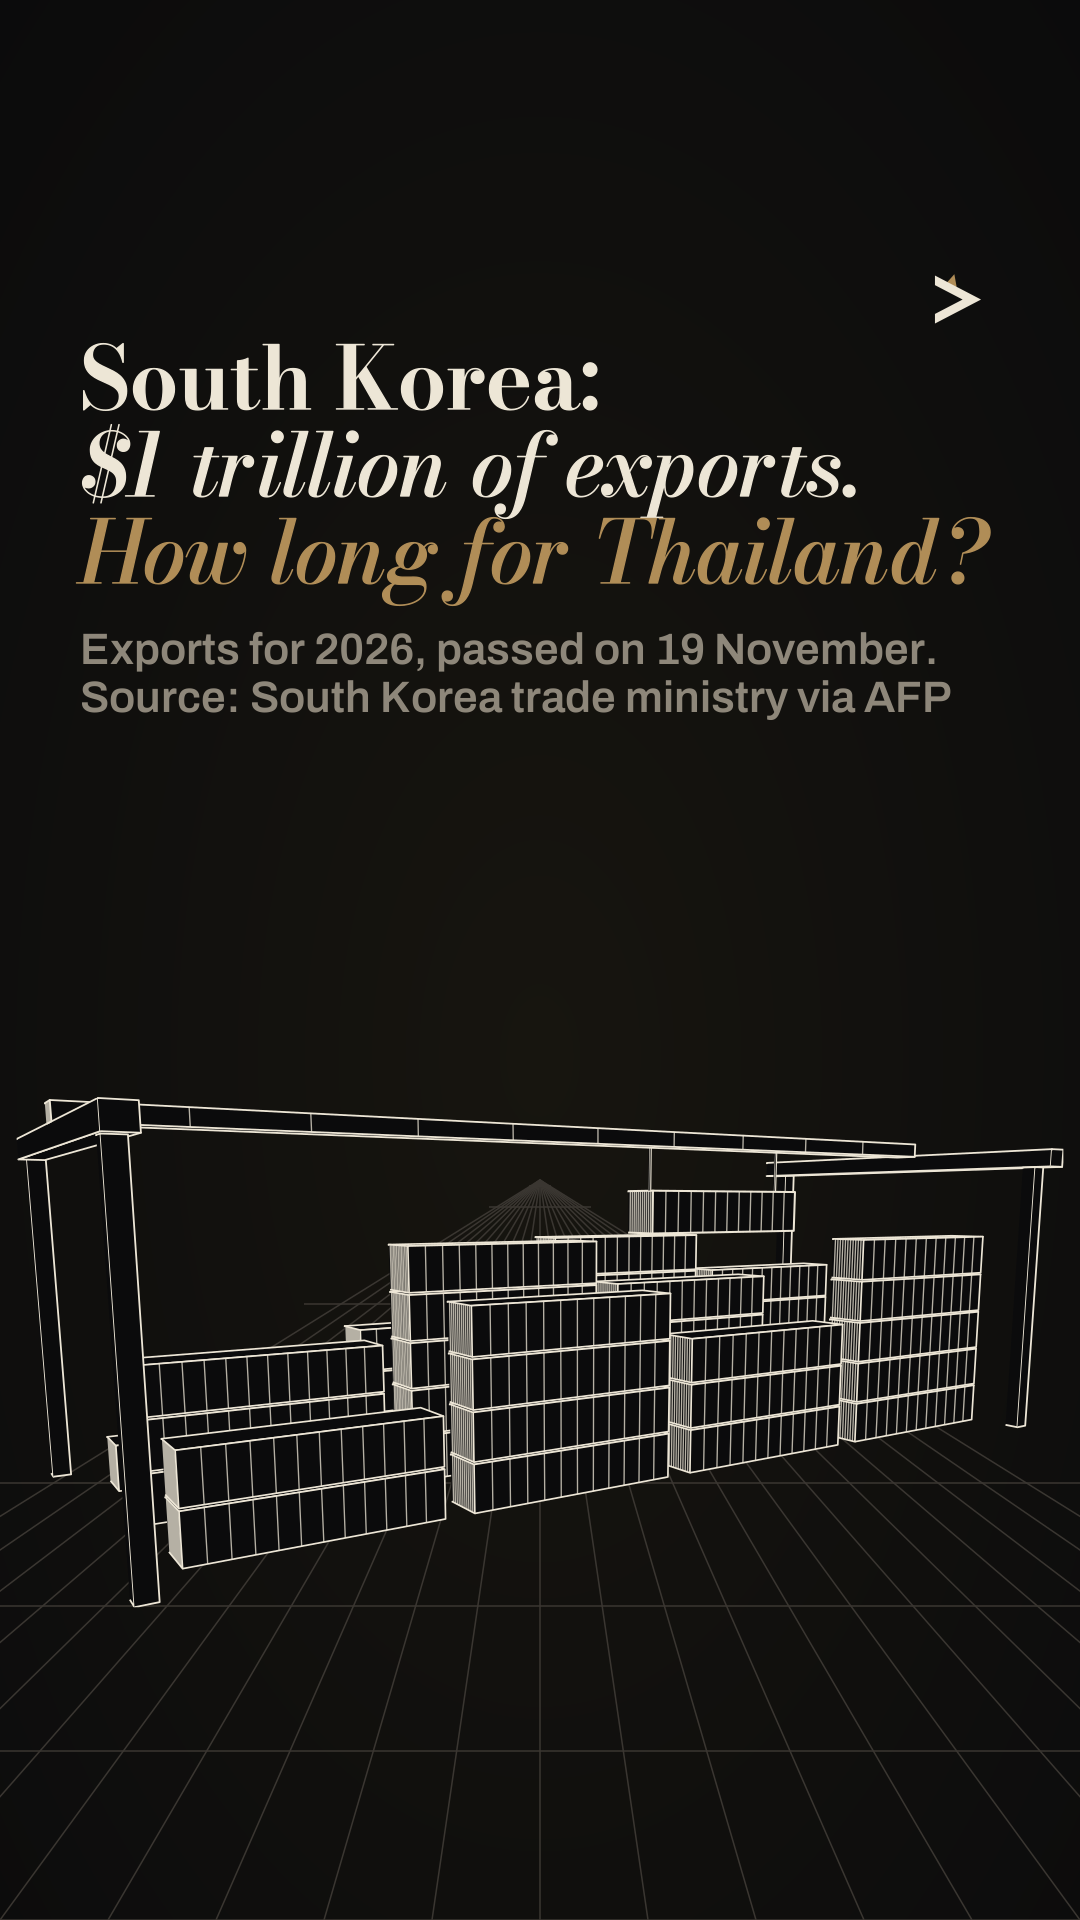 South Korea:
$1 trillion of exports.
How long for Thailand?
Exports for 2026, passed on 19 November.
Source: South Korea trade ministry via AFP